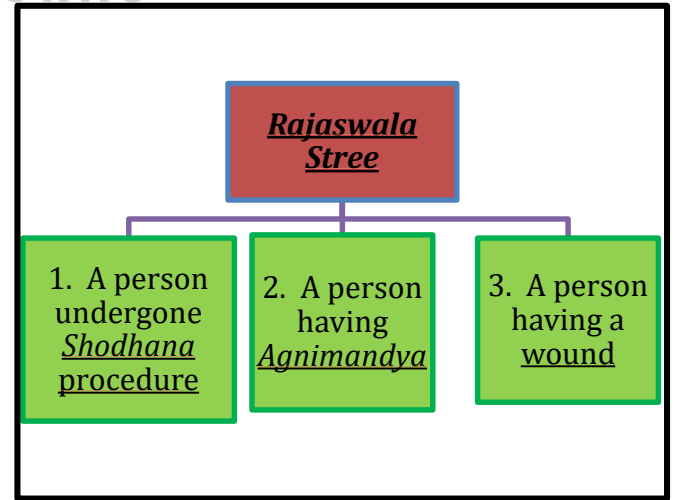 Rajaswala
Stree
1. A person
undergone
Shodhana
procedure
2. A person
having
Agnimandya
3. A person
having a
wound